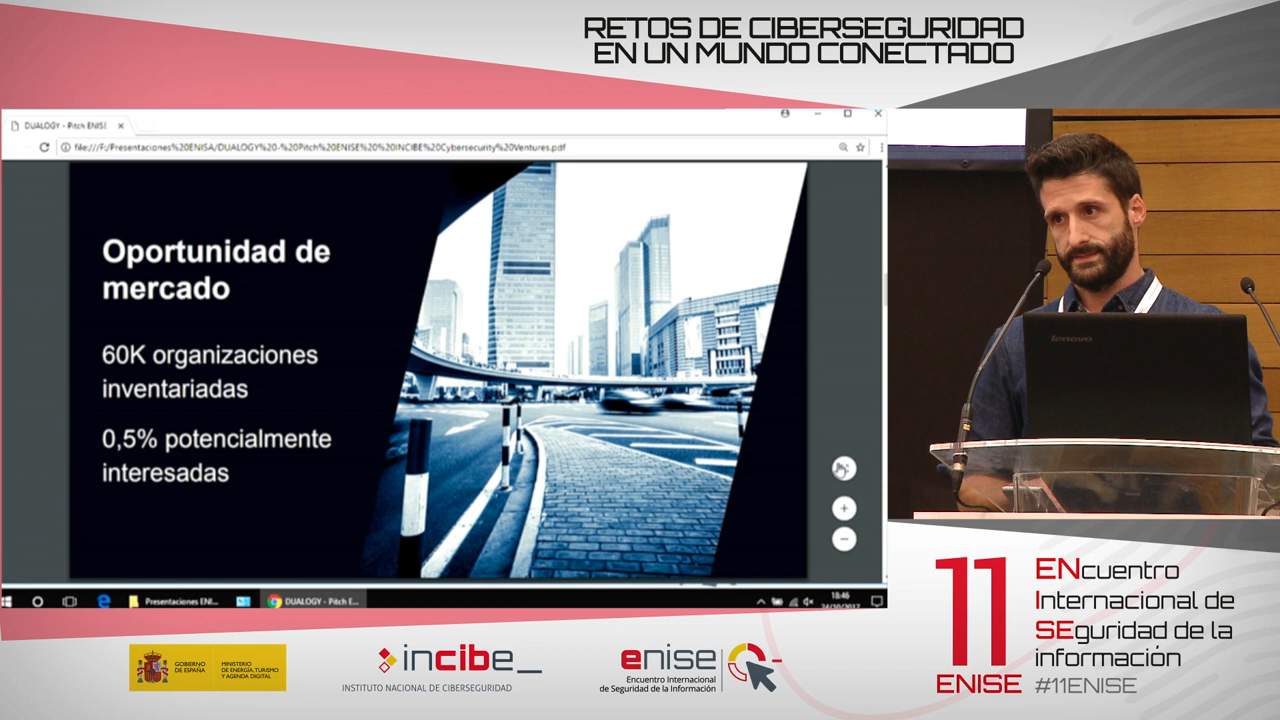 RETOS DE CIBERSEGURIDAD
EN UN MUNDO CONECTADO
DUALOGY - Pitch ENISE
file:///F:/Presentaciones%20ENISA/DUALOGY%20-%20Pitch%20ENISE%20%20INCIBE%20Cybersecurity%20Ventures.pdf
Oportunidad de
mercado
60K organizaciones
inventariadas
0,5% potencialmente
interesadas
lenovo
Presentaciones ENI...
DUALOGY - Pitch E...
18:46
24/10/2017
11
ENISE
ENcuentro
Internacional de
SEguridad de la
información
#11ENISE
GOBIERNO
DE ESPAÑA
MINISTERIO
DE ENERGÍA, TURISMO
Y AGENDA DIGITAL
incibe_
INSTITUTO NACIONAL DE CIBERSEGURIDAD
enise
Encuentro Internacional
de Seguridad de la Información